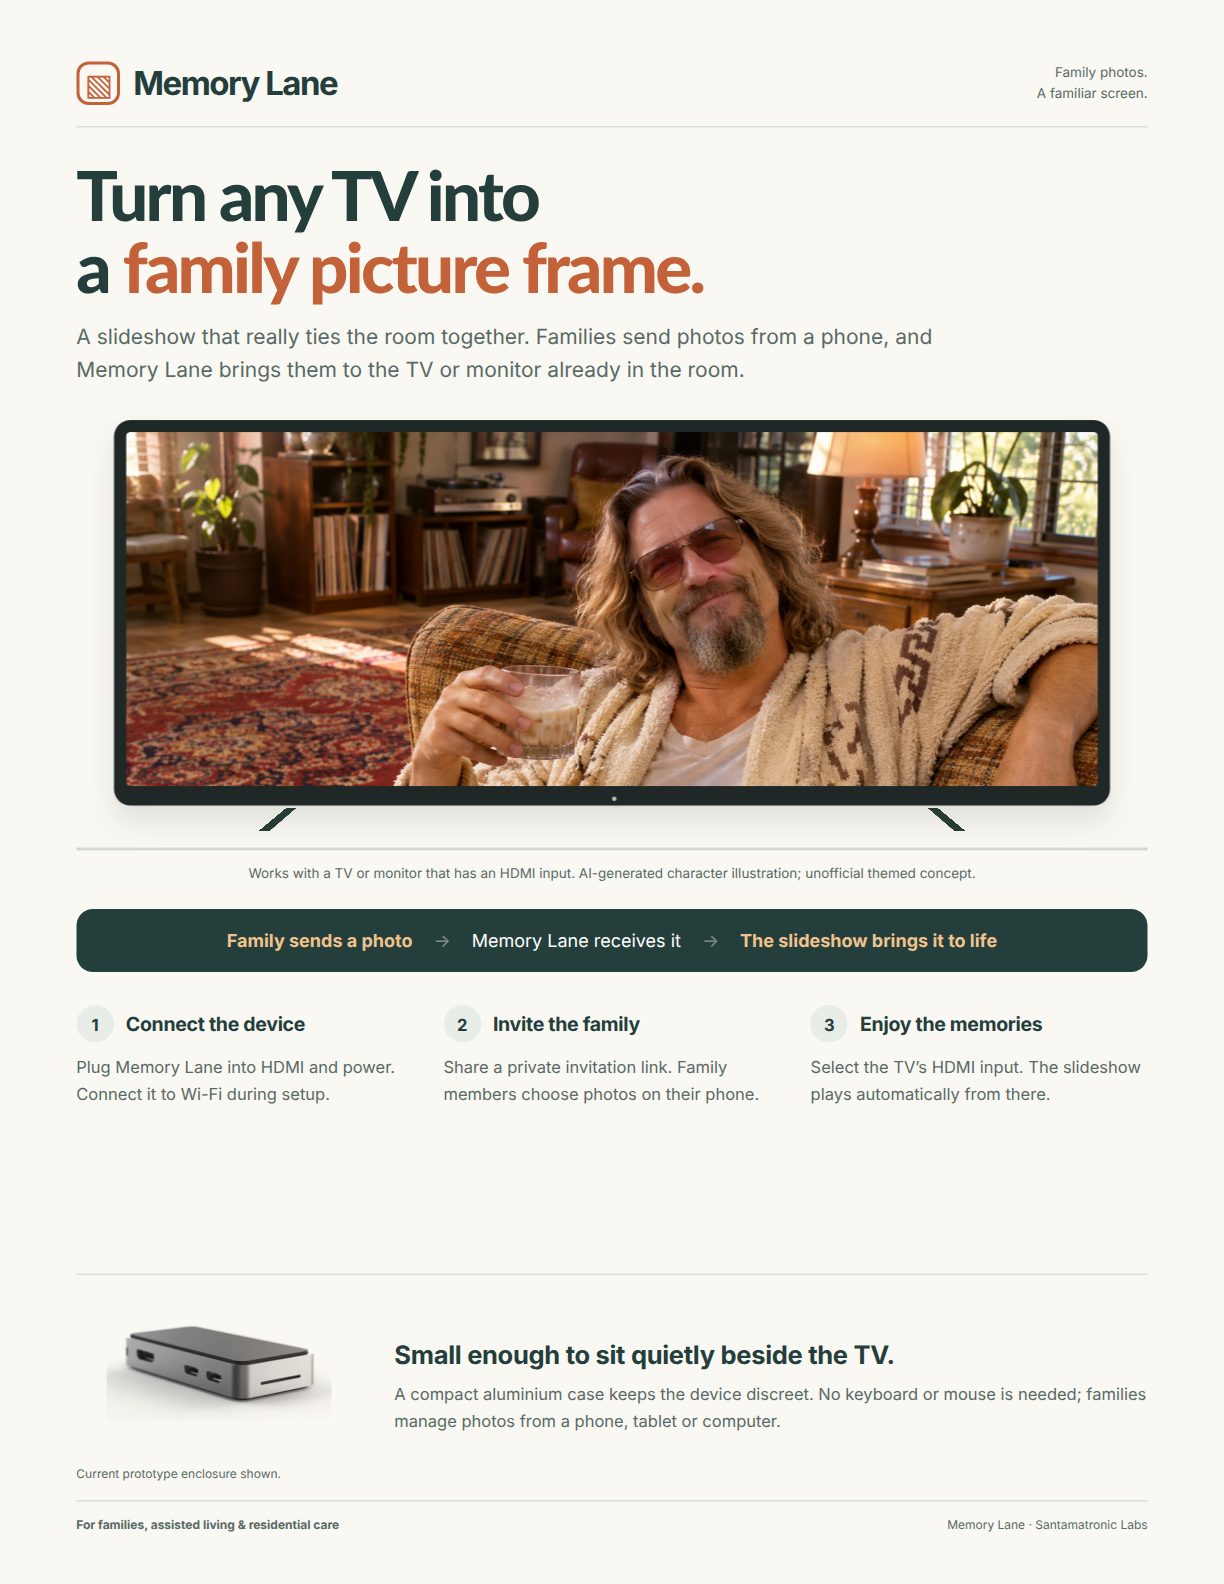 Memory Lane
Family photos.
A familiar screen.
Turn any TV into
a family picture frame.
A slideshow that really ties the room together. Families send photos from a phone, and
Memory Lane brings them to the TV or monitor already in the room.
Works with a TV or monitor that has an HDMI input. AI-generated character illustration; unofficial themed concept.
Family sends a photo → Memory Lane receives it → The slideshow brings it to life
1 Connect the device
Plug Memory Lane into HDMI and power.
Connect it to Wi-Fi during setup.
2 Invite the family
Share a private invitation link. Family
members choose photos on their phone.
3 Enjoy the memories
Select the TV’s HDMI input. The slideshow
plays automatically from there.
Small enough to sit quietly beside the TV.
A compact aluminium case keeps the device discreet. No keyboard or mouse is needed; families
manage photos from a phone, tablet or computer.
Current prototype enclosure shown.
For families, assisted living & residential care
Memory Lane · Santamatronic Labs